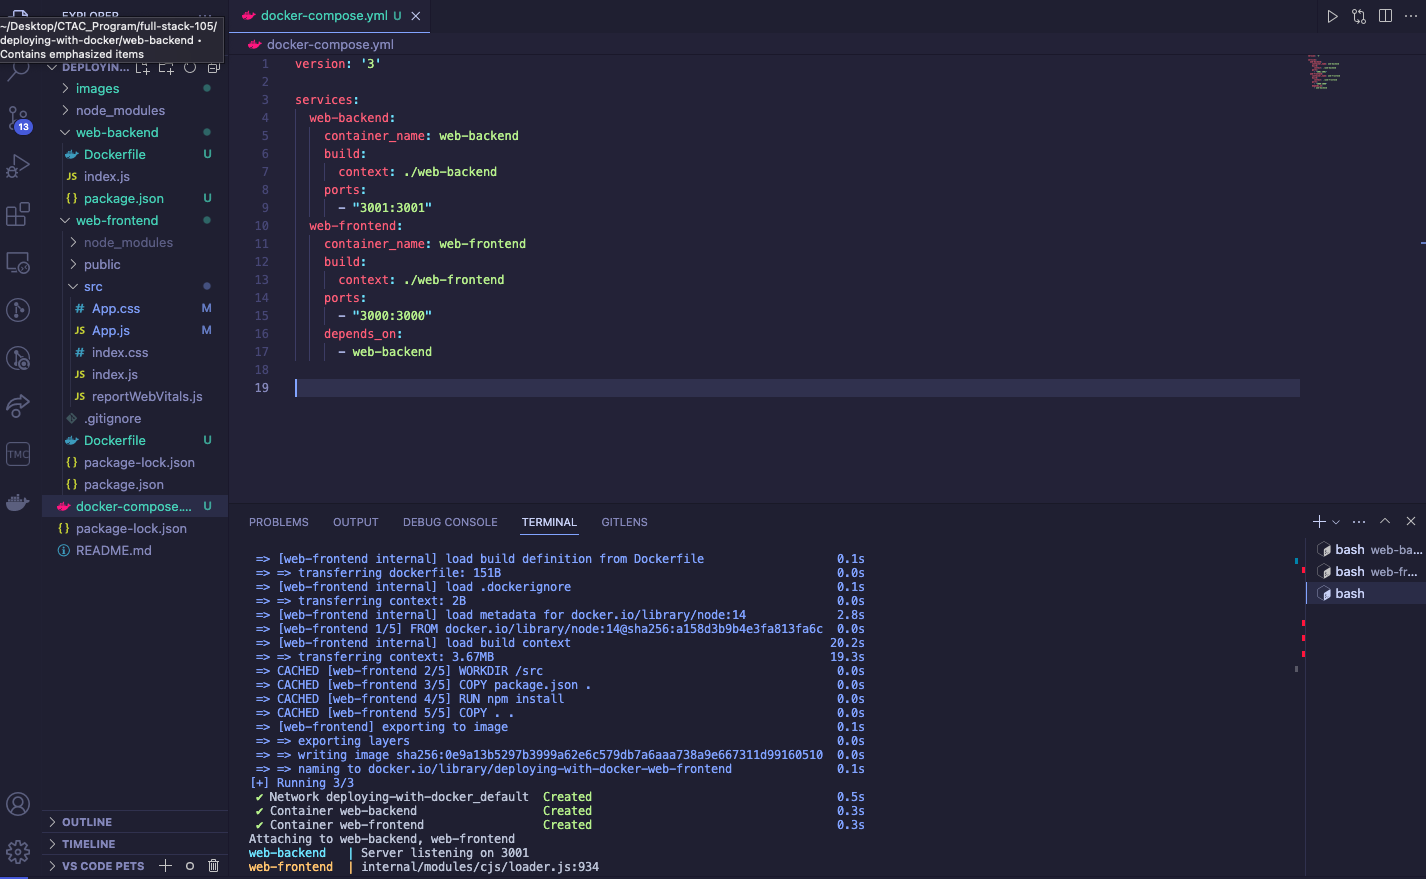 EXPLORER
~/Desktop/CTAC_Program/full-stack-105/
deploying-with-docker/web-backend •
Contains emphasized items
DEPLOYIN...
images
node_modules
web-backend
Dockerfile U
JS index.js
{} package.json U
web-frontend
node_modules
public
src
# App.css M
JS App.js M
# index.css
JS index.js
JS reportWebVitals.js
.gitignore
Dockerfile U
{} package-lock.json
{} package.json
docker-compose.... U
{} package-lock.json
README.md
13
TMC
OUTLINE
TIMELINE
VS CODE PETS
docker-compose.yml U
docker-compose.yml
1 version: '3'
2
3 services:
4 web-backend:
5 container_name: web-backend
6 build:
7 context: ./web-backend
8 ports:
9 - "3001:3001"
10 web-frontend:
11 container_name: web-frontend
12 build:
13 context: ./web-frontend
14 ports:
15 - "3000:3000"
16 depends_on:
17 - web-backend
18
19
PROBLEMS OUTPUT DEBUG CONSOLE TERMINAL GITLENS
=> [web-frontend internal] load build definition from Dockerfile 0.1s
=> => transferring dockerfile: 151B 0.0s
=> [web-frontend internal] load .dockerignore 0.1s
=> => transferring context: 2B 0.0s
=> [web-frontend internal] load metadata for docker.io/library/node:14 2.8s
=> [web-frontend 1/5] FROM docker.io/library/node:14@sha256:a158d3b9b4e3fa813fa6c 0.0s
=> [web-frontend internal] load build context 20.2s
=> => transferring context: 3.67MB 19.3s
=> CACHED [web-frontend 2/5] WORKDIR /src 0.0s
=> CACHED [web-frontend 3/5] COPY package.json . 0.0s
=> CACHED [web-frontend 4/5] RUN npm install 0.0s
=> CACHED [web-frontend 5/5] COPY . . 0.0s
=> [web-frontend] exporting to image 0.1s
=> => exporting layers 0.0s
=> => writing image sha256:0e9a13b5297b3999a62e6c579db7a6aaa738a9e667311d99160510 0.0s
=> => naming to docker.io/library/deploying-with-docker-web-frontend 0.1s
[+] Running 3/3
✔ Network deploying-with-docker_default Created 0.5s
✔ Container web-backend Created 0.3s
✔ Container web-frontend Created 0.3s
Attaching to web-backend, web-frontend
web-backend | Server listening on 3001
web-frontend | internal/modules/cjs/loader.js:934
bash web-ba...
bash web-fr...
bash